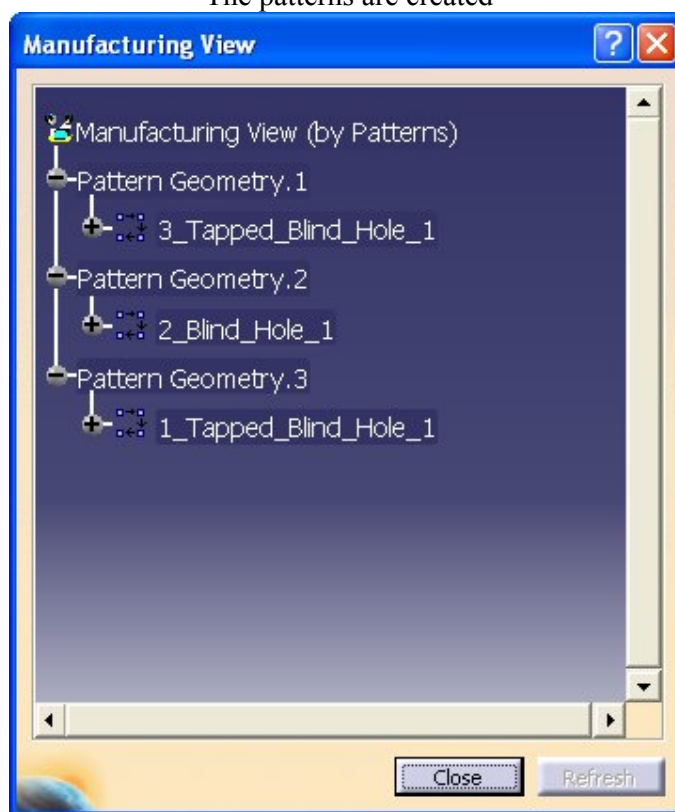 The patterns are created
Manufacturing View
Manufacturing View (by Patterns)
Pattern Geometry.1
3_Tapped_Blind_Hole_1
Pattern Geometry.2
2_Blind_Hole_1
Pattern Geometry.3
1_Tapped_Blind_Hole_1
Close Refresh